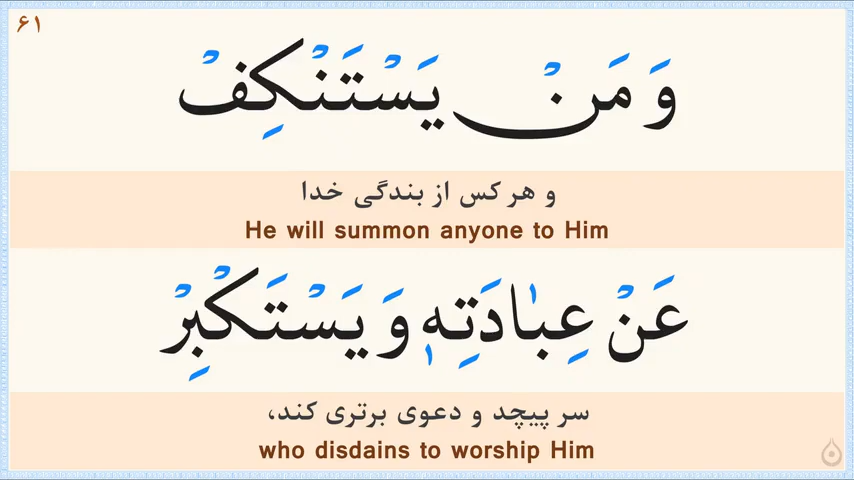 ۶۱
وَ مَنْ يَسْتَنْكِفْ
و هر کس از بندگی خدا
He will summon anyone to Him
عَنْ عِبٰادَتِهٖ وَ يَسْتَكْبِرْ
سر پیچد و دعوی برتری کند،
who disdains to worship Him